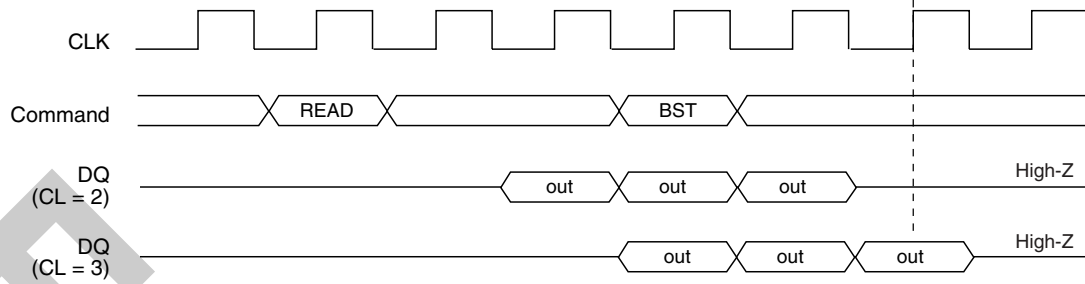 CLK
Command
READ
BST
DQ
(CL = 2)
out
out
out
High-Z
DQ
(CL = 3)
out
out
out
High-Z